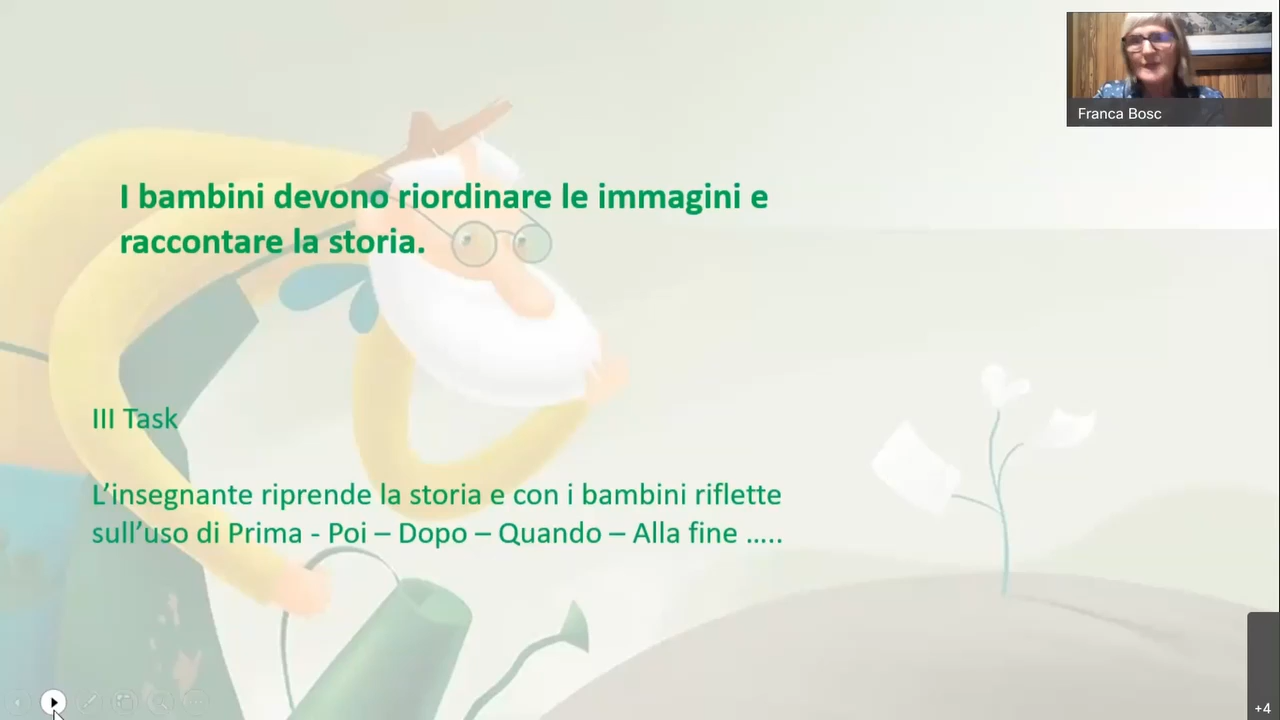 Franca Bosc
I bambini devono riordinare le immagini e
raccontare la storia.
III Task
L’insegnante riprende la storia e con i bambini riflette
sull’uso di Prima - Poi – Dopo – Quando – Alla fine …..
+4